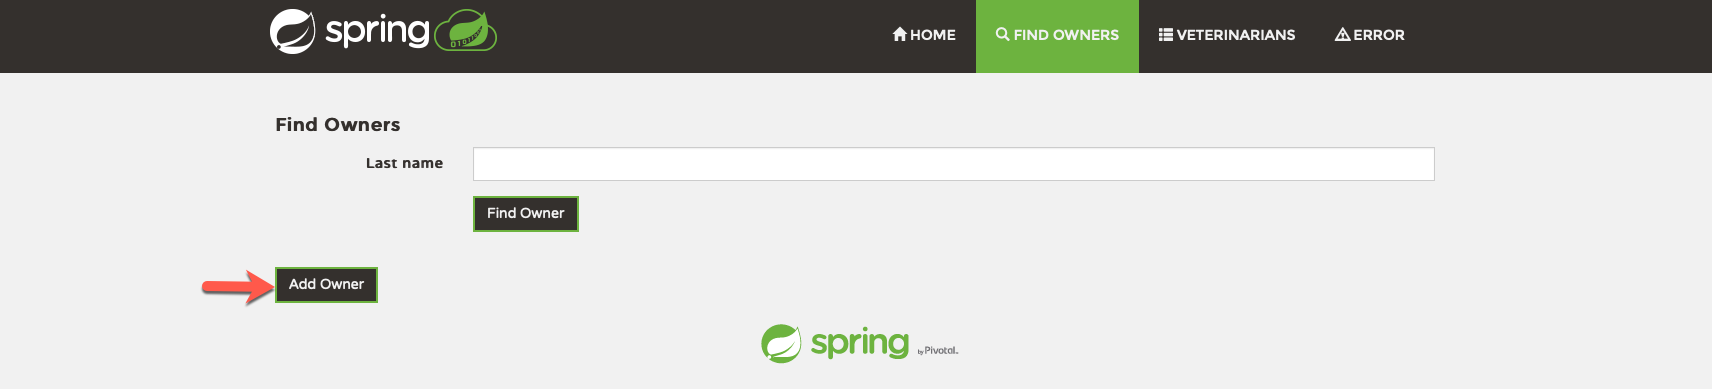 spring
HOME
FIND OWNERS
VETERINARIANS
ERROR
Find Owners
Last name
Find Owner
Add Owner
spring by Pivotal